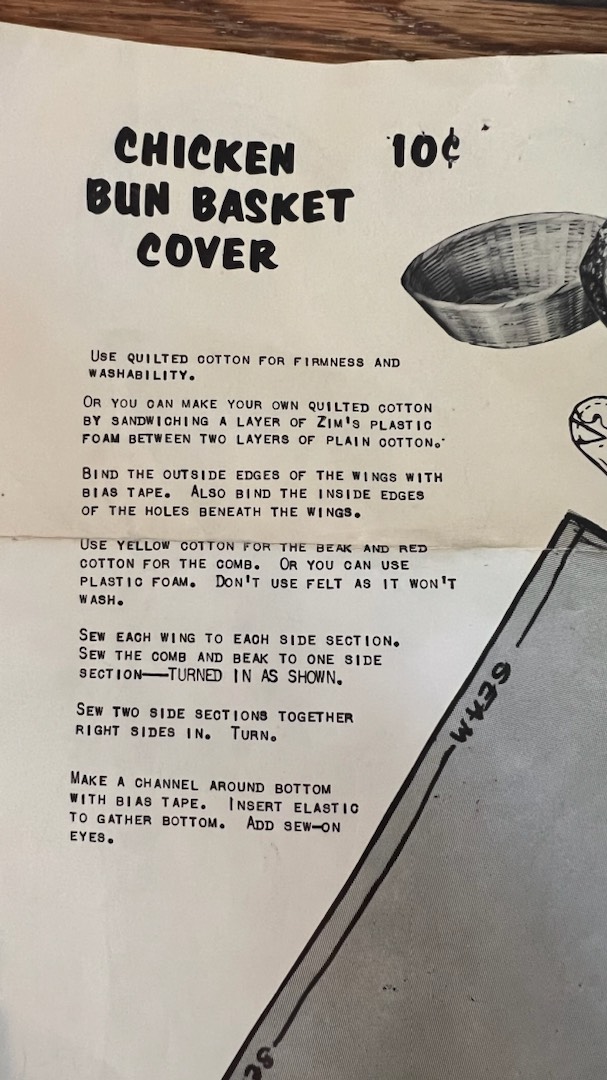 CHICKEN 10¢
BUN BASKET
COVER
USE QUILTED COTTON FOR FIRMNESS AND
WASHABILITY.
OR YOU CAN MAKE YOUR OWN QUILTED COTTON
BY SANDWICHING A LAYER OF ZIM'S PLASTIC
FOAM BETWEEN TWO LAYERS OF PLAIN COTTON.
BIND THE OUTSIDE EDGES OF THE WINGS WITH
BIAS TAPE. ALSO BIND THE INSIDE EDGES
OF THE HOLES BENEATH THE WINGS.
USE YELLOW COTTON FOR THE BEAK AND RED
COTTON FOR THE COMB. OR YOU CAN USE
PLASTIC FOAM. DON'T USE FELT AS IT WON'T
WASH.
SEW EACH WING TO EACH SIDE SECTION.
SEW THE COMB AND BEAK TO ONE SIDE
SECTION—TURNED IN AS SHOWN.
SEW TWO SIDE SECTIONS TOGETHER
RIGHT SIDES IN. TURN.
MAKE A CHANNEL AROUND BOTTOM
WITH BIAS TAPE. INSERT ELASTIC
TO GATHER BOTTOM. ADD SEW-ON
EYES.
SEAM